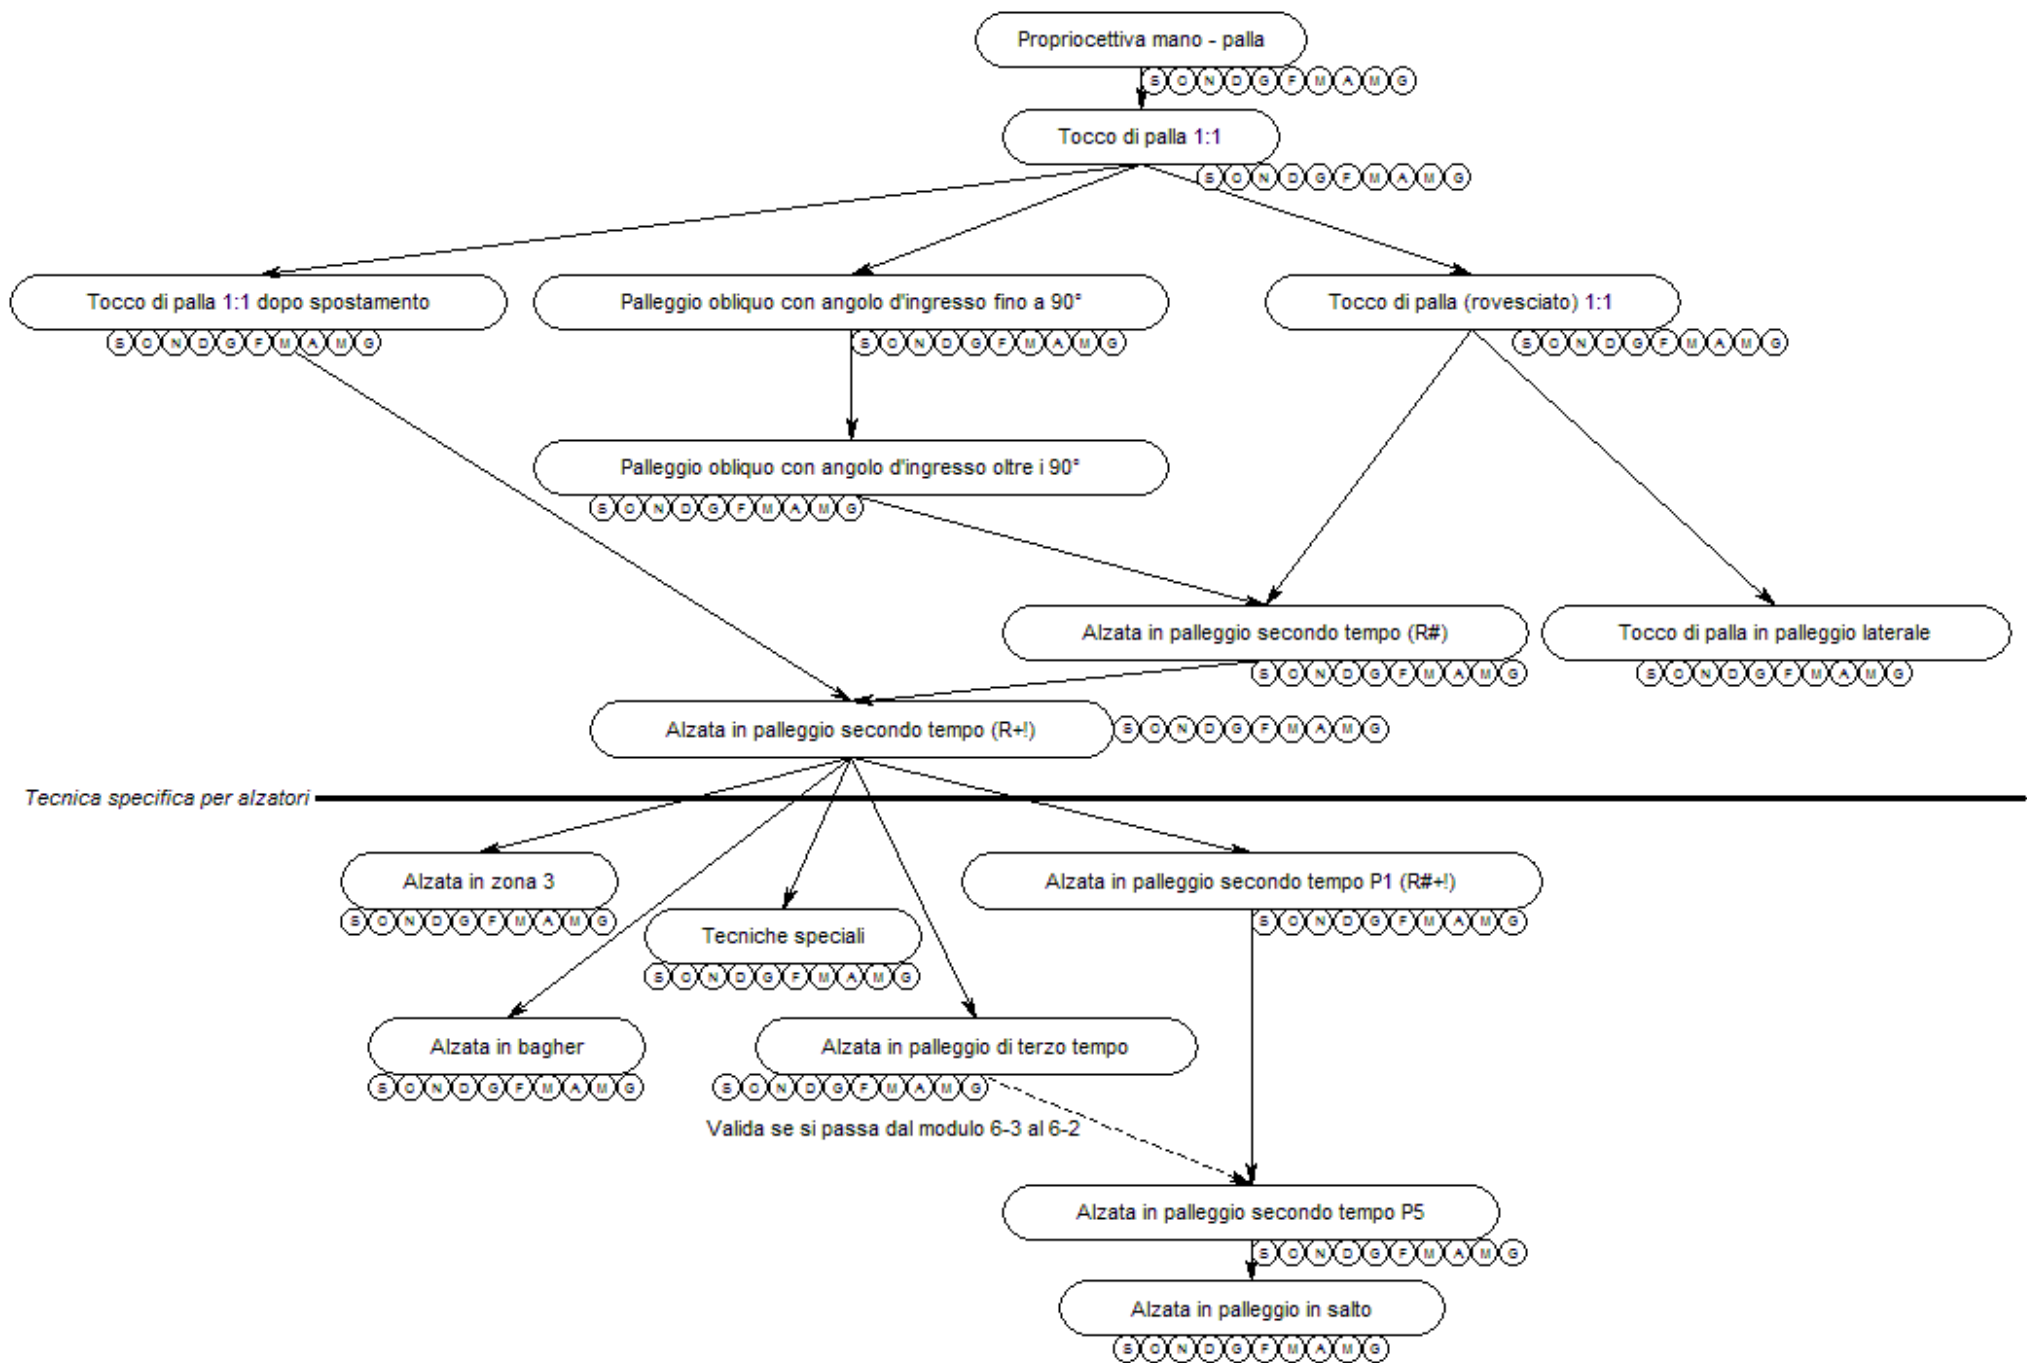 Propriocettiva mano - palla
S O N D G F M A M G
Tocco di palla 1:1
S O N D G F M A M G
Tocco di palla 1:1 dopo spostamento
S O N D G F M A M G
Palleggio obliquo con angolo d'ingresso fino a 90°
S O N D G F M A M G
Tocco di palla (rovesciato) 1:1
S O N D G F M A M G
Palleggio obliquo con angolo d'ingresso oltre i 90°
S O N D G F M A M G
Alzata in palleggio secondo tempo (R#)
S O N D G F M A M G
Tocco di palla in palleggio laterale
S O N D G F M A M G
Alzata in palleggio secondo tempo (R+!)
S O N D G F M A M G
Tecnica specifica per alzatori
Alzata in zona 3
S O N D G F M A M G
Alzata in palleggio secondo tempo P1 (R#+!)
S O N D G F M A M G
Tecniche speciali
S O N D G F M A M G
Alzata in bagher
S O N D G F M A M G
Alzata in palleggio di terzo tempo
S O N D G F M A M G
Valida se si passa dal modulo 6-3 al 6-2
Alzata in palleggio secondo tempo P5
S O N D G F M A M G
Alzata in palleggio in salto
S O N D G F M A M G